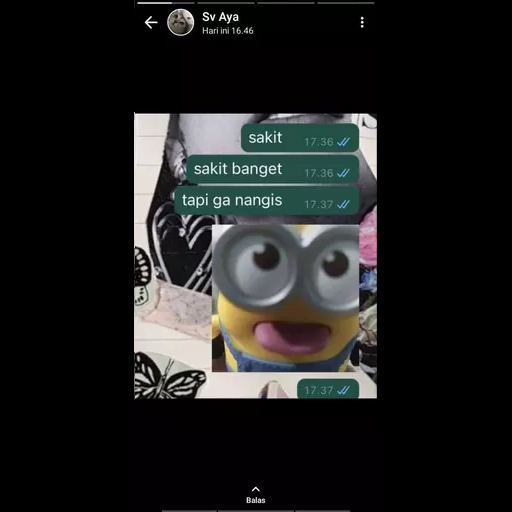 Sv Aya
Hari ini 16.46
sakit 17.36
sakit banget 17.36
tapi ga nangis 17.37
17.37
Balas